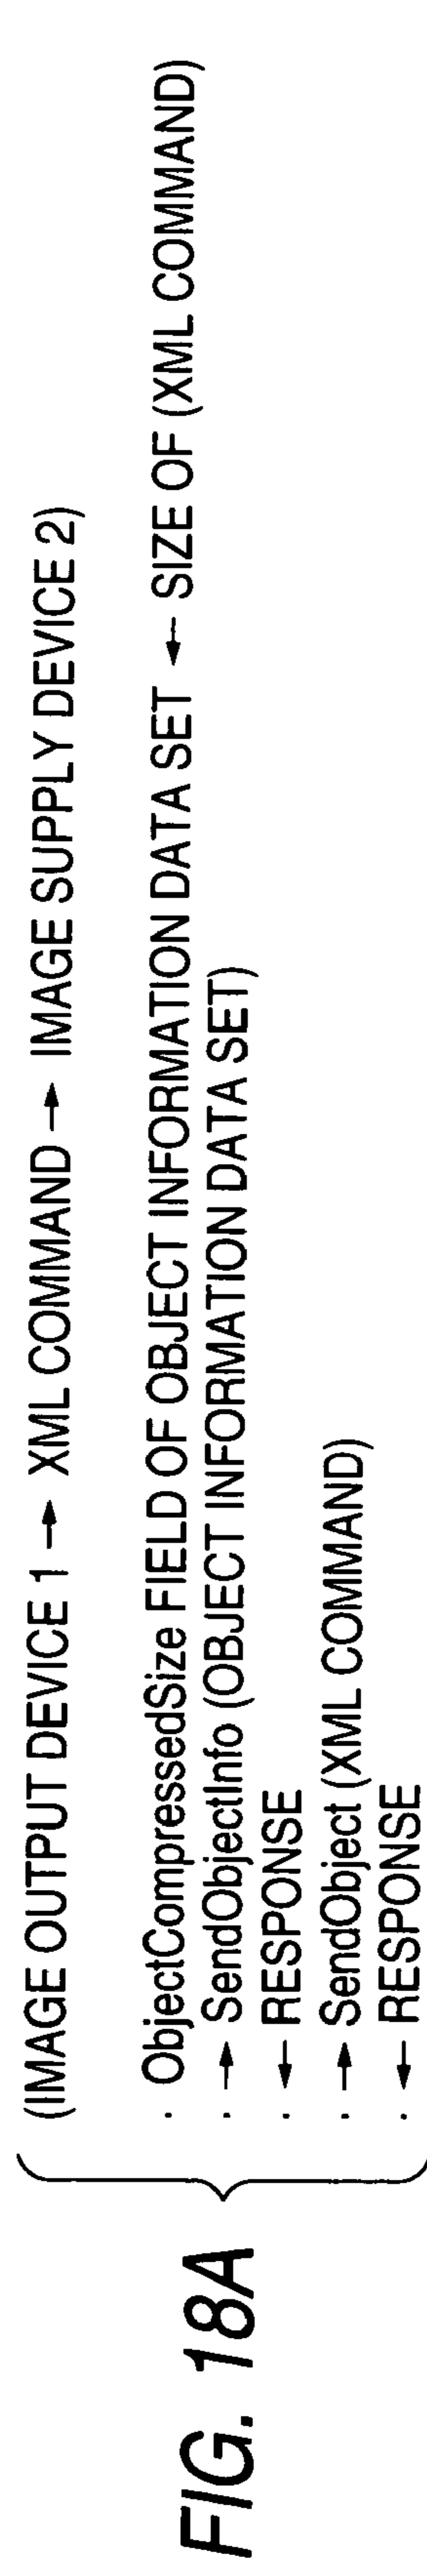 FIG. 18A
(IMAGE OUTPUT DEVICE 1 → XML COMMAND → IMAGE SUPPLY DEVICE 2)
· ObjectCompressedSize FIELD OF OBJECT INFORMATION DATA SET ← SIZE OF (XML COMMAND)
· → SendObjectInfo (OBJECT INFORMATION DATA SET)
· ← RESPONSE
· → SendObject (XML COMMAND)
· ← RESPONSE